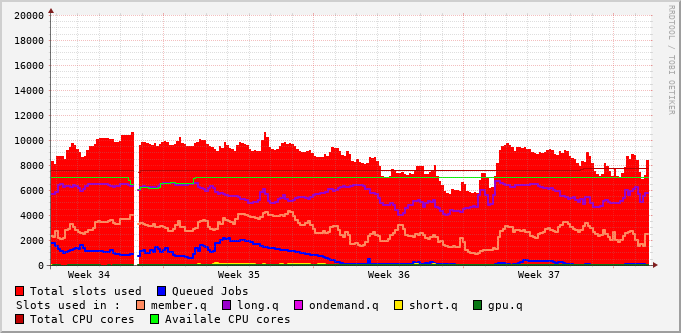 RRDTOOL / TOBI OETIKER
20000
18000
16000
14000
12000
10000
8000
6000
4000
2000
0
Week 34 Week 35 Week 36 Week 37
Total slots used Queued Jobs
Slots used in : member.q long.q ondemand.q short.q gpu.q
Total CPU cores Availale CPU cores